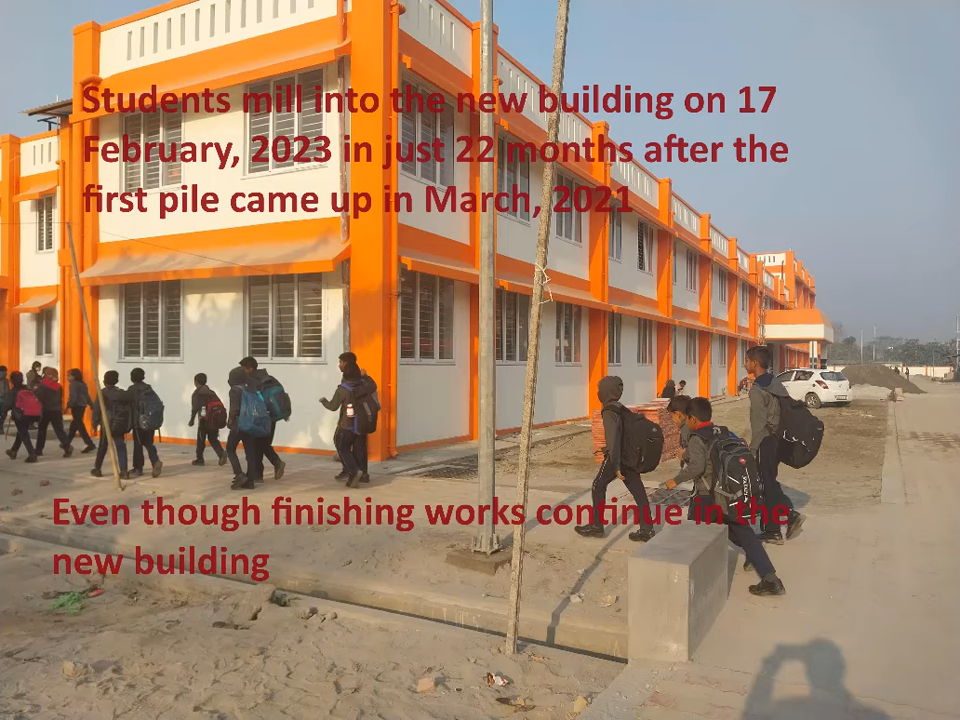 Students mill into the new building on 17
February, 2023 in just 22 months after the
first pile came up in March, 2021
Even though finishing works continue in the
new building